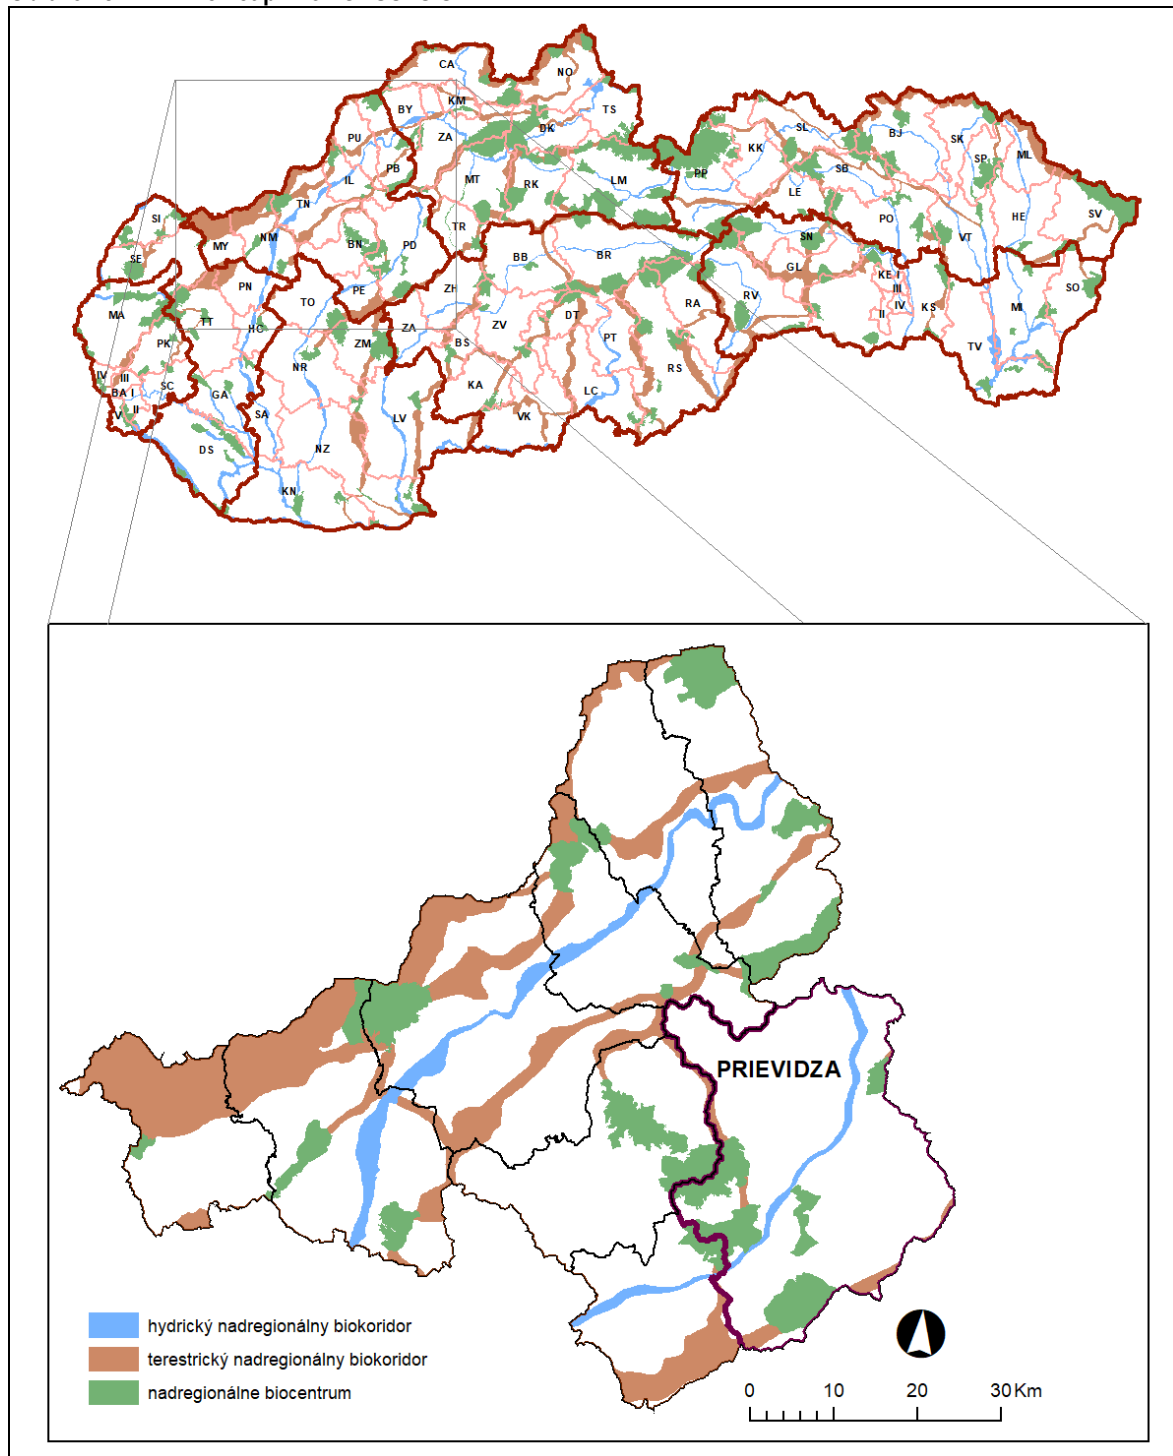 CA
NO
BY
KM
TS
PU
ZA
DK
SL
BJ
SK
KK
SP
ML
PB
IL
MT
RK
LM
PP
SB
LE
TN
SI
TR
PO
HE
SV
MY
NM
BN
PD
SN
VT
SE
BB
BR
GL
KE I
PN
TO
PE
ZH
RV
III
SO
MA
RA
IV
KS
MI
TT
HC
ZA
ZV
DT
II
PK
ZM
BS
PT
TV
NR
IV
III
SC
KA
RS
BA I
GA
LC
V
II
SA
LV
VK
DS
NZ
KN
PRIEVIDZA
hydrický nadregionálny biokoridor
terestrický nadregionálny biokoridor
nadregionálne biocentrum
0 10 20 30 Km